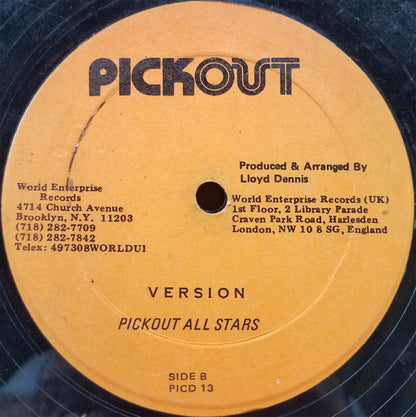 PICKOUT
Produced & Arranged By
Lloyd Dennis
World Enterprise
Records
4714 Church Avenue
Brooklyn, N.Y. 11203
(718) 282-7709
(718) 282-7842
Telex: 497308WORLDUI
World Enterprise Records (UK)
1st Floor, 2 Library Parade
Craven Park Road, Harlesden
London, NW 10 8 SG, England
VERSION
PICKOUT ALL STARS
SIDE B
PICD 13